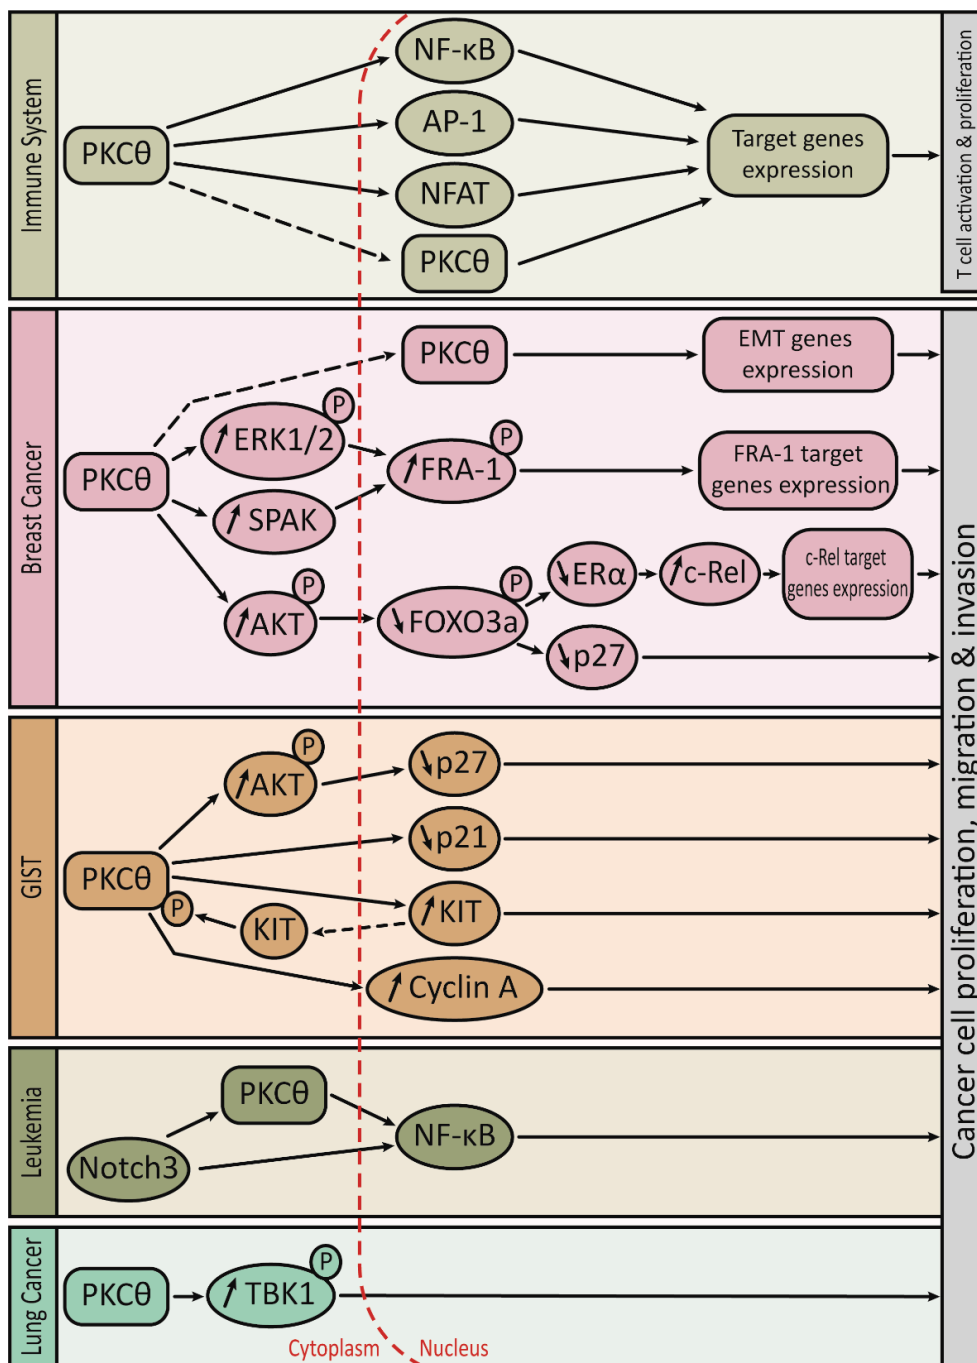 Immune System
PKCθ
NF-κB
AP-1
NFAT
PKCθ
Target genes
expression
T cell activation & proliferation
Breast Cancer
PKCθ
PKCθ
EMT genes
expression
P
ERK1/2
P
FRA-1
FRA-1 target
genes expression
SPAK
P
AKT
P
FOXO3a
ERα
c-Rel
c-Rel target
genes expression
p27
GIST
PKCθ
P
P
AKT
p27
p21
KIT
KIT
Cyclin A
Leukemia
Notch3
PKCθ
NF-κB
Lung Cancer
PKCθ
P
TBK1
Cytoplasm
Nucleus
Cancer cell proliferation, migration & invasion